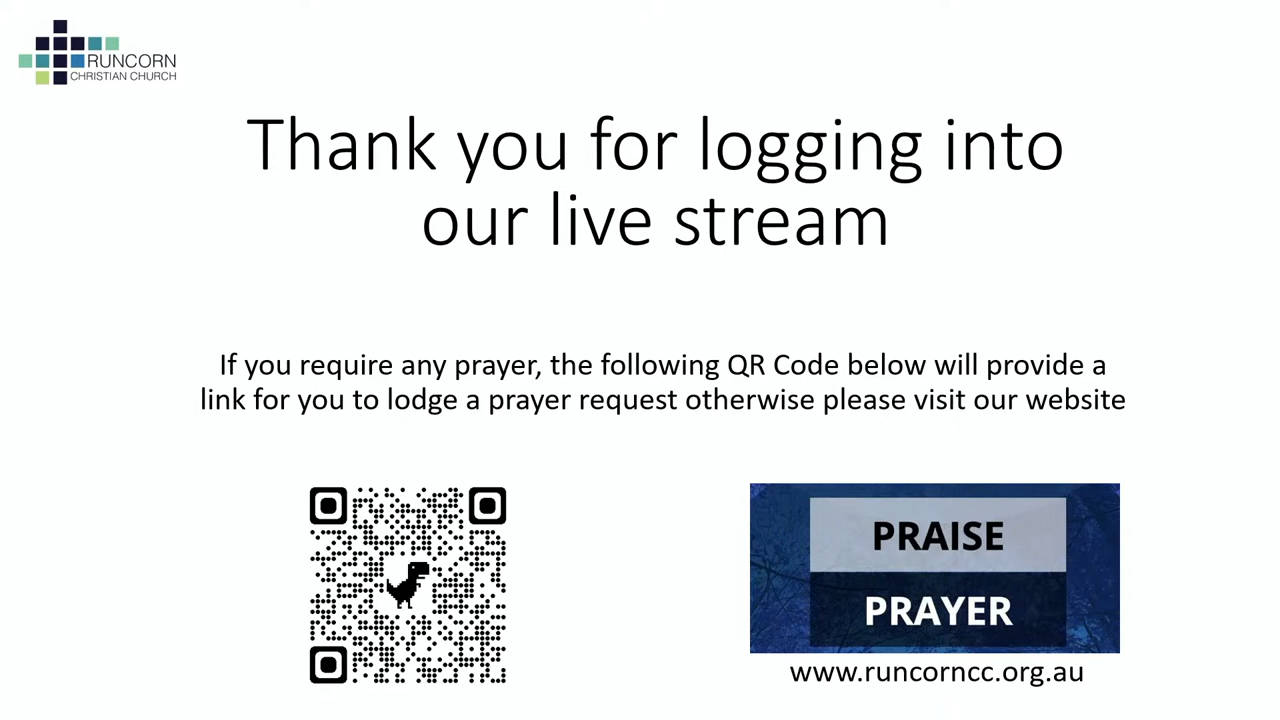 RUNCORN
CHRISTIAN CHURCH
Thank you for logging into
our live stream
If you require any prayer, the following QR Code below will provide a
link for you to lodge a prayer request otherwise please visit our website
PRAISE
PRAYER
www.runcorncc.org.au